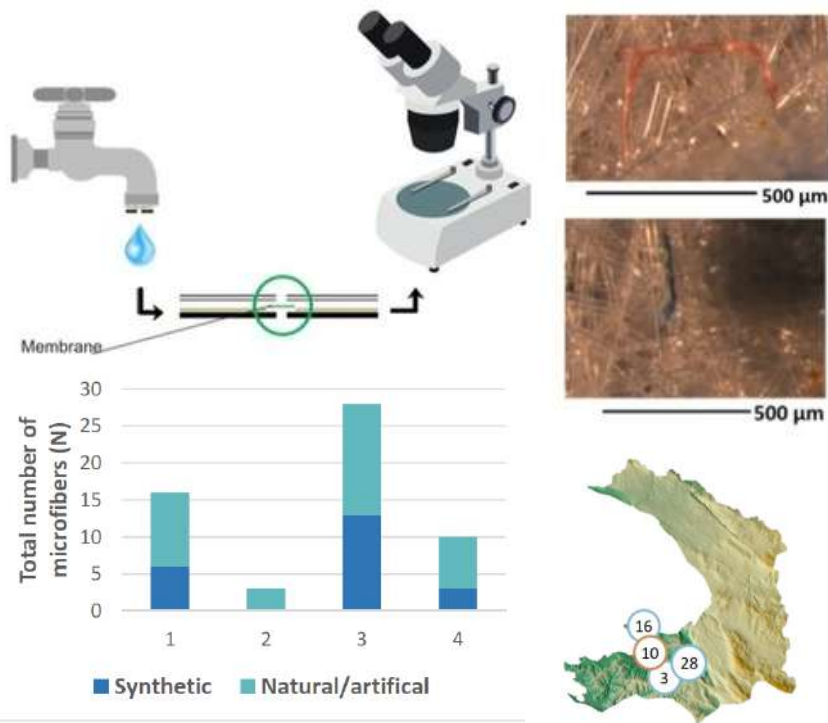 500 µm
Membrane
500 µm
Total number of
microfibers (N)
30
25
20
15
10
5
0
1 2 3 4
Synthetic Natural/artifical
16
10
28
3